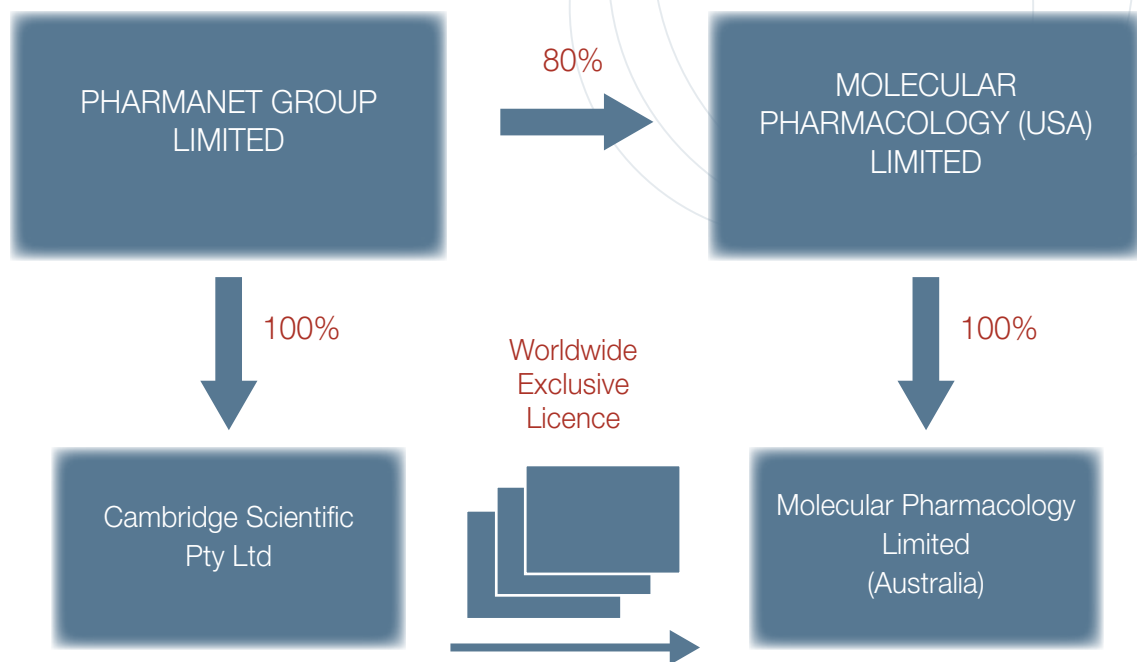 PHARMANET GROUP
LIMITED
80%
MOLECULAR
PHARMACOLOGY (USA)
LIMITED
100%
Worldwide
Exclusive
Licence
100%
Cambridge Scientific
Pty Ltd
Molecular Pharmacology
Limited
(Australia)